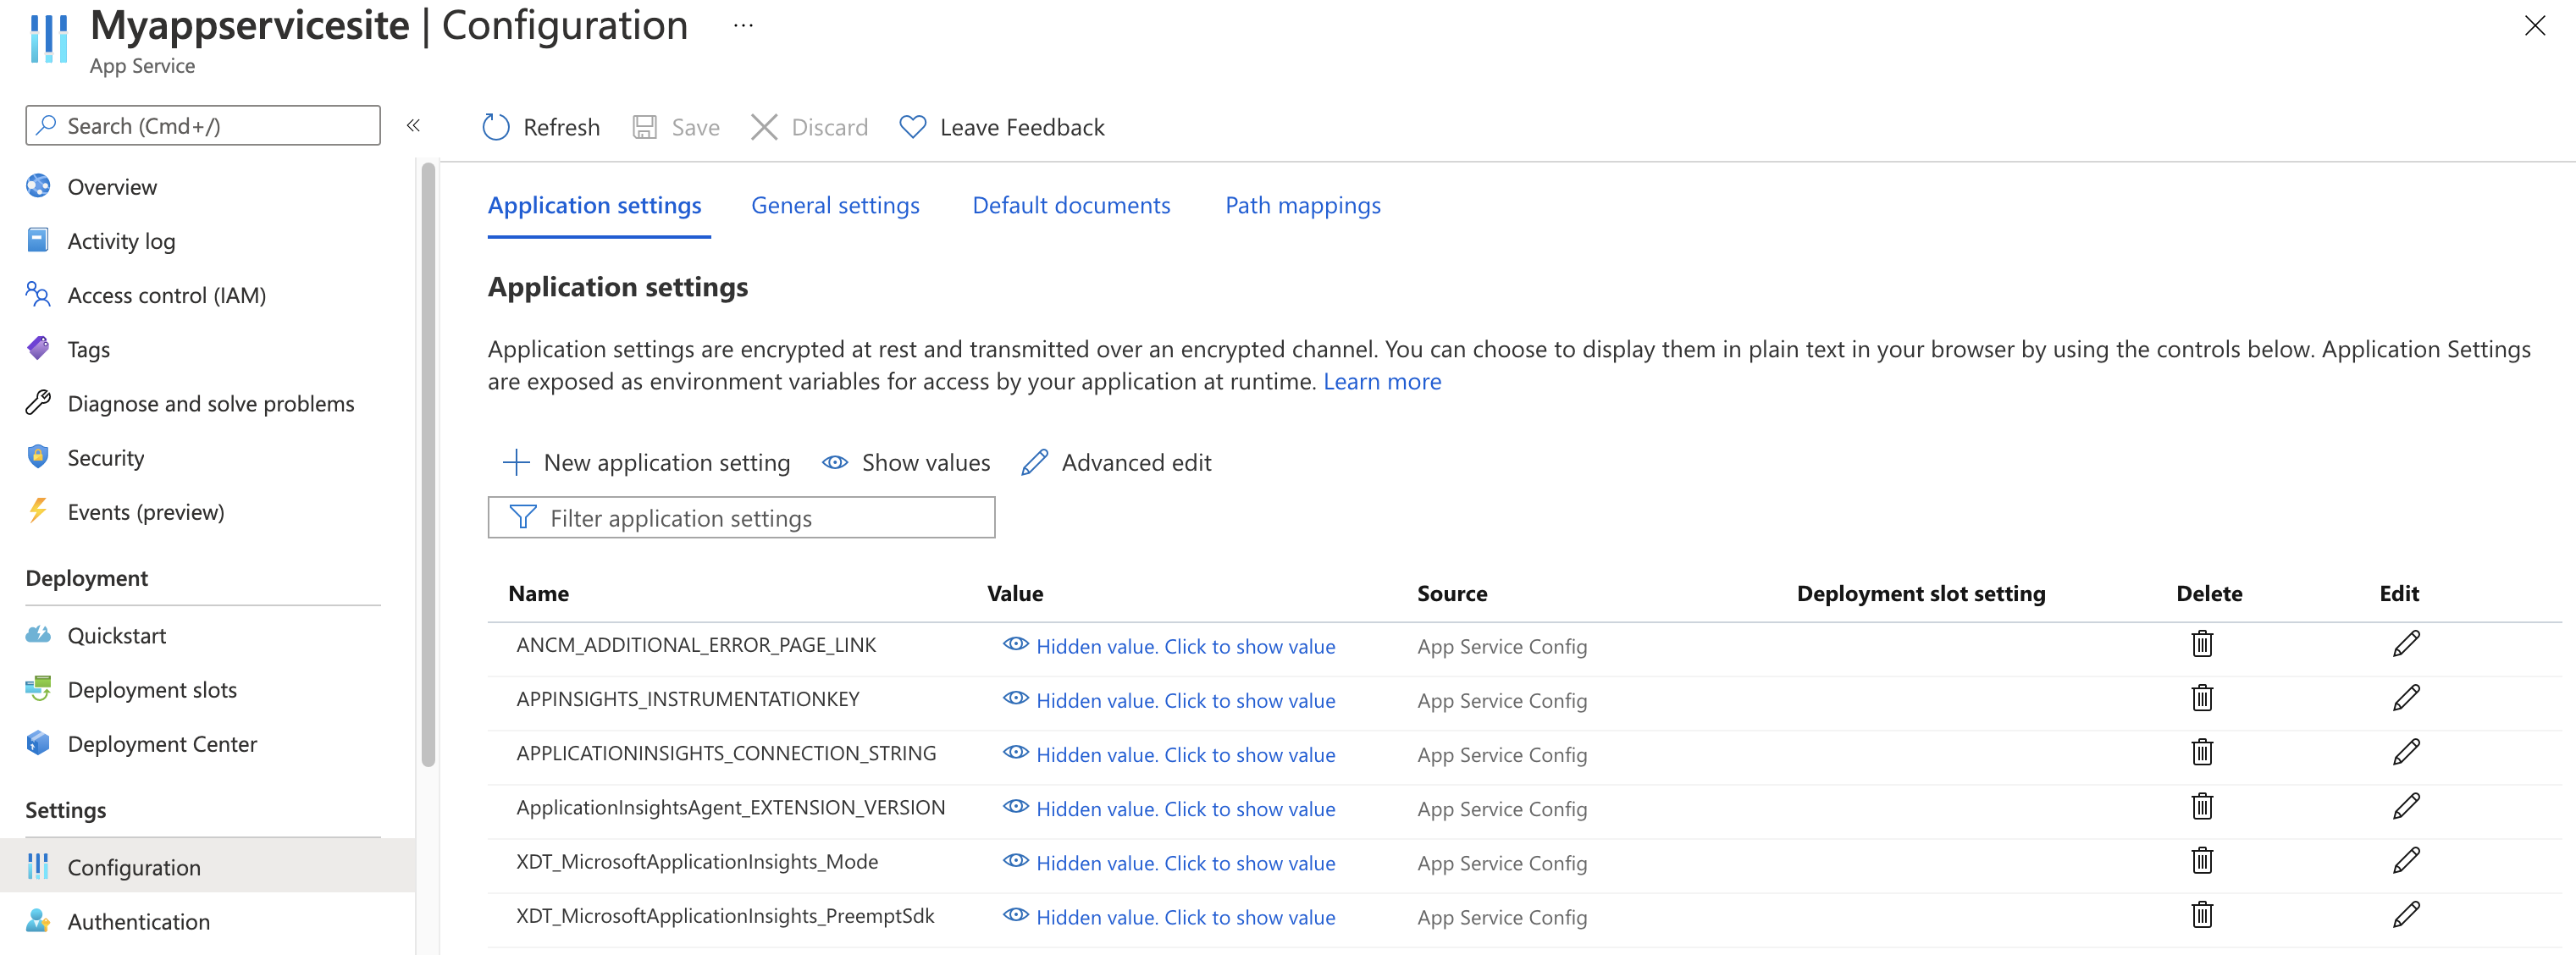 Myappservicesite | Configuration ...
App Service
Search (Cmd+/) «
Refresh Save Discard Leave Feedback
Overview
Activity log
Access control (IAM)
Tags
Diagnose and solve problems
Security
Events (preview)
Deployment
Quickstart
Deployment slots
Deployment Center
Settings
Configuration
Authentication
Application settings General settings Default documents Path mappings
Application settings
Application settings are encrypted at rest and transmitted over an encrypted channel. You can choose to display them in plain text in your browser by using the controls below. Application Settings
are exposed as environment variables for access by your application at runtime. Learn more
New application setting Show values Advanced edit
Filter application settings
Name Value Source Deployment slot setting Delete Edit
ANCM_ADDITIONAL_ERROR_PAGE_LINK Hidden value. Click to show value App Service Config
APPINSIGHTS_INSTRUMENTATIONKEY Hidden value. Click to show value App Service Config
APPLICATIONINSIGHTS_CONNECTION_STRING Hidden value. Click to show value App Service Config
ApplicationInsightsAgent_EXTENSION_VERSION Hidden value. Click to show value App Service Config
XDT_MicrosoftApplicationInsights_Mode Hidden value. Click to show value App Service Config
XDT_MicrosoftApplicationInsights_PreemptSdk Hidden value. Click to show value App Service Config